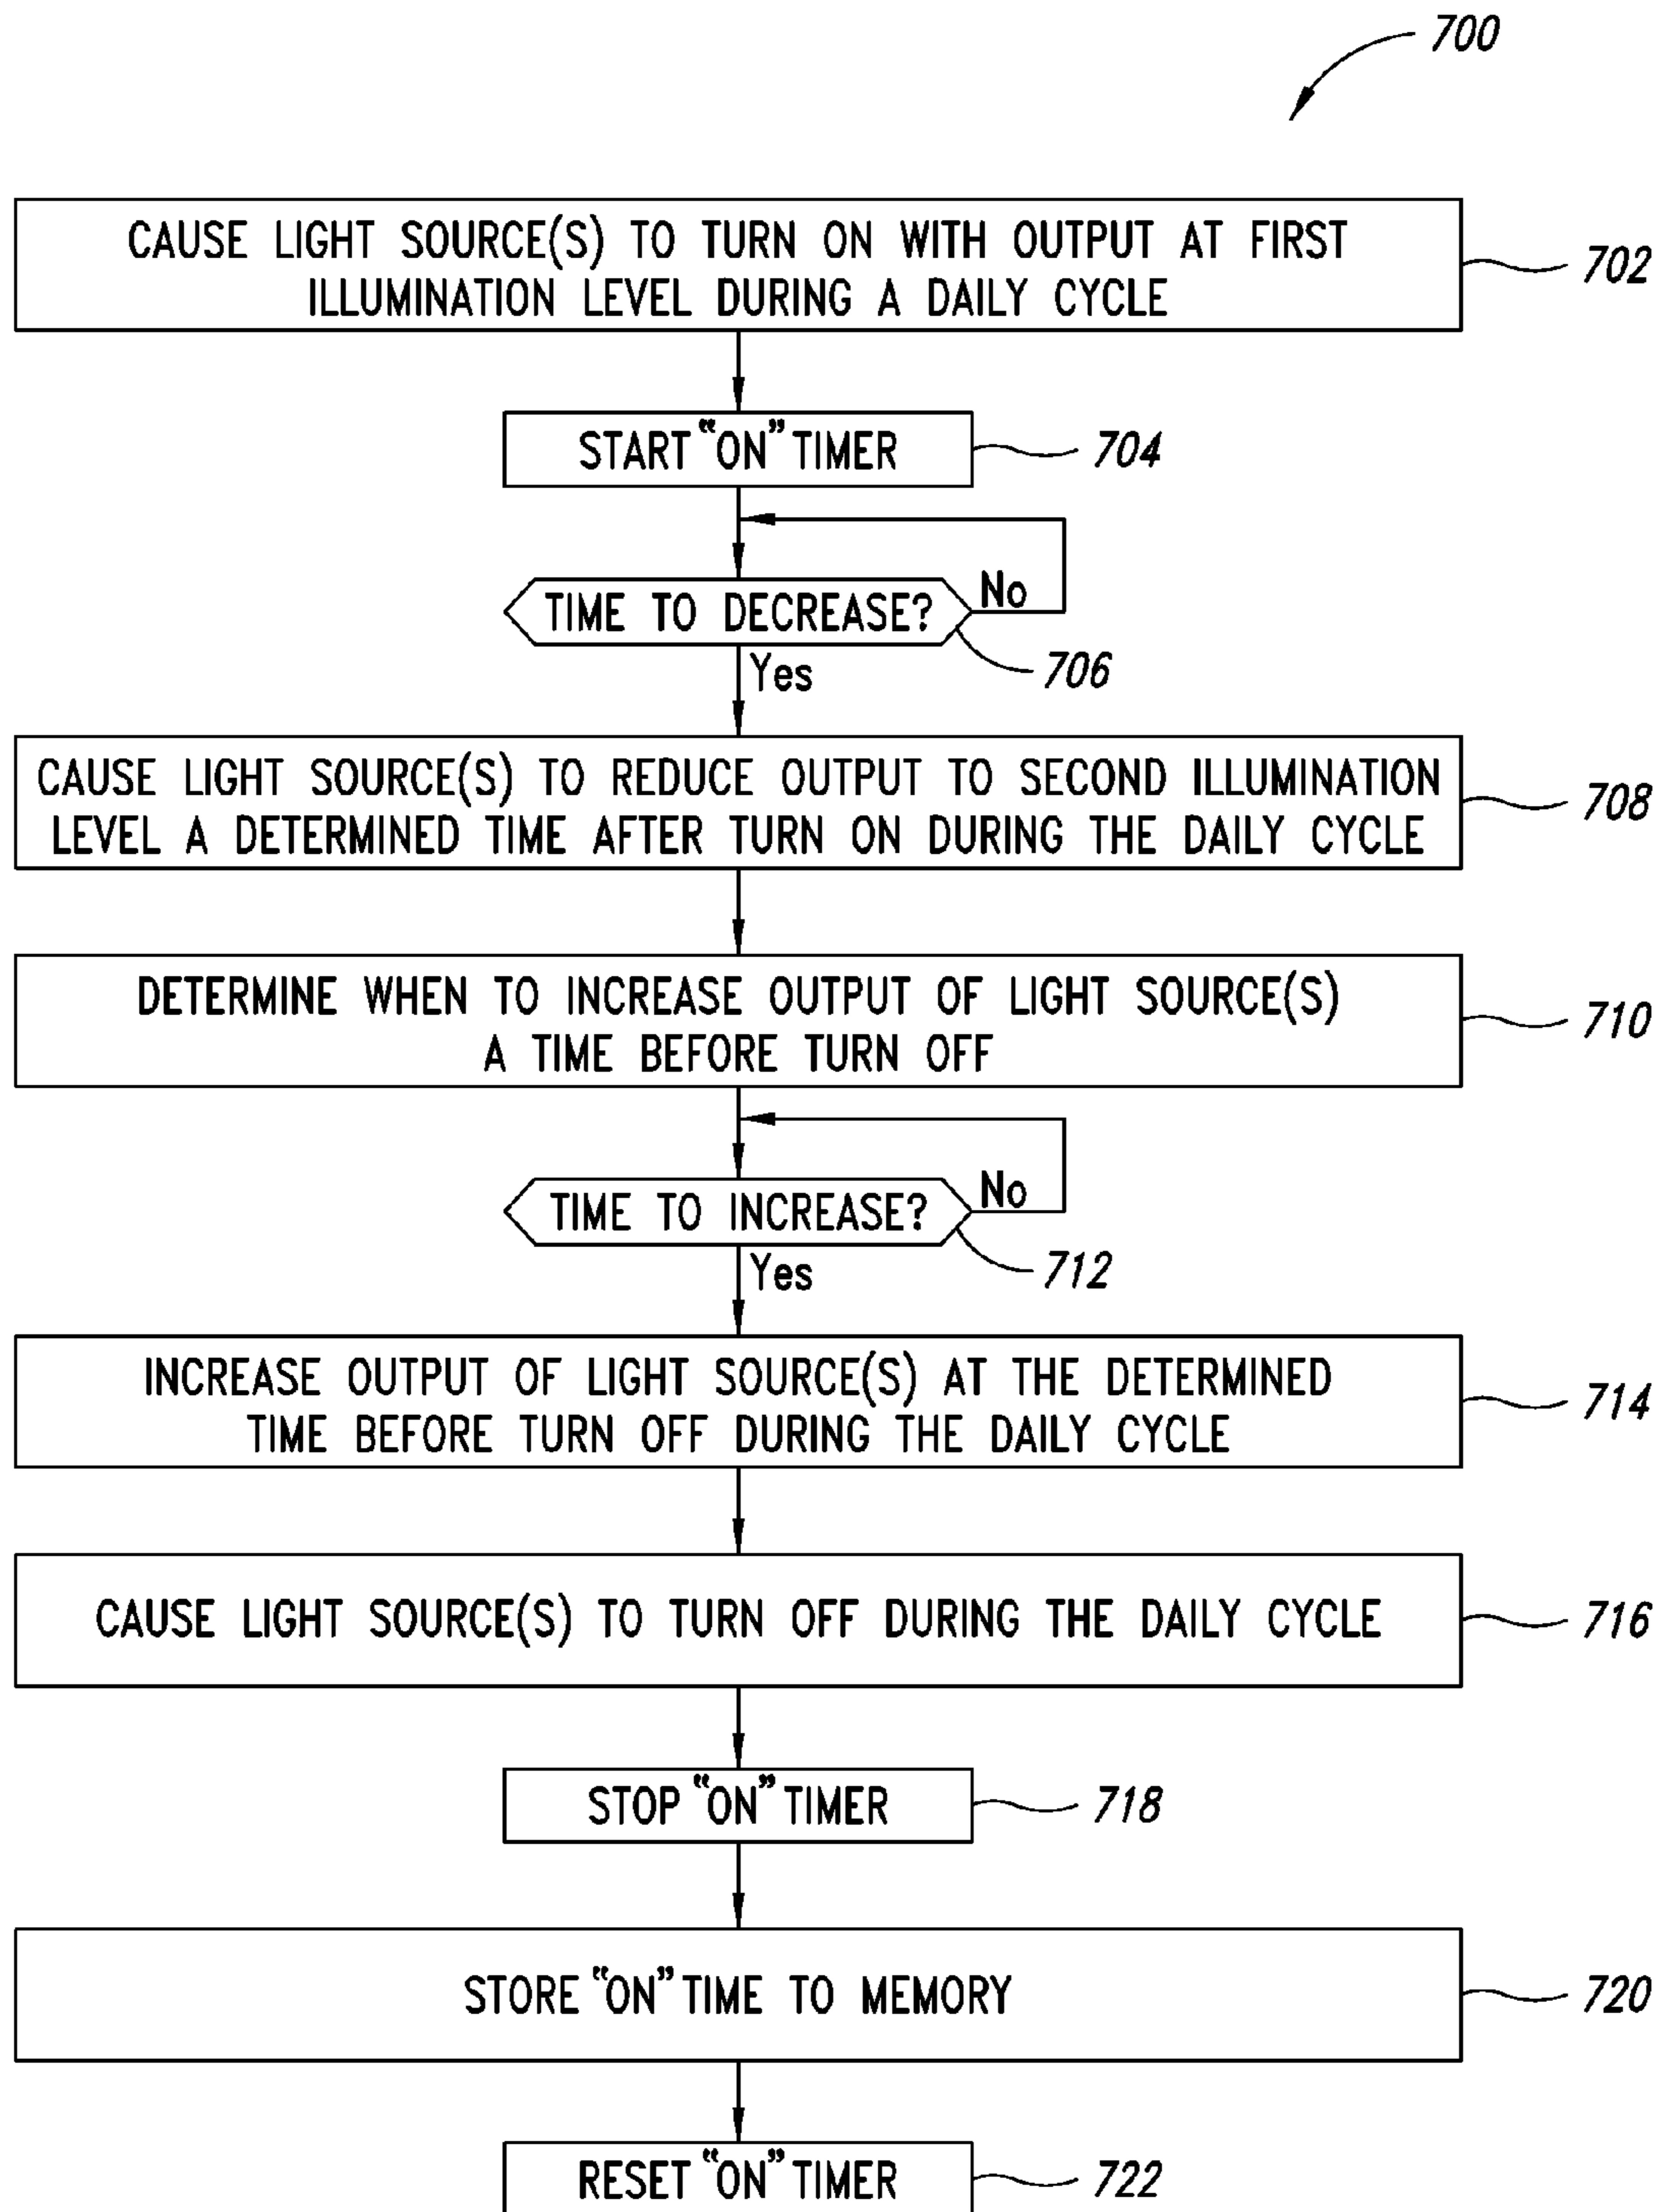 700
CAUSE LIGHT SOURCE(S) TO TURN ON WITH OUTPUT AT FIRST
ILLUMINATION LEVEL DURING A DAILY CYCLE
702
START "ON" TIMER
704
TIME TO DECREASE?
No
706
Yes
CAUSE LIGHT SOURCE(S) TO REDUCE OUTPUT TO SECOND ILLUMINATION
LEVEL A DETERMINED TIME AFTER TURN ON DURING THE DAILY CYCLE
708
DETERMINE WHEN TO INCREASE OUTPUT OF LIGHT SOURCE(S)
A TIME BEFORE TURN OFF
710
TIME TO INCREASE?
No
712
Yes
INCREASE OUTPUT OF LIGHT SOURCE(S) AT THE DETERMINED
TIME BEFORE TURN OFF DURING THE DAILY CYCLE
714
CAUSE LIGHT SOURCE(S) TO TURN OFF DURING THE DAILY CYCLE
716
STOP "ON" TIMER
718
STORE "ON" TIME TO MEMORY
720
RESET "ON" TIMER
722